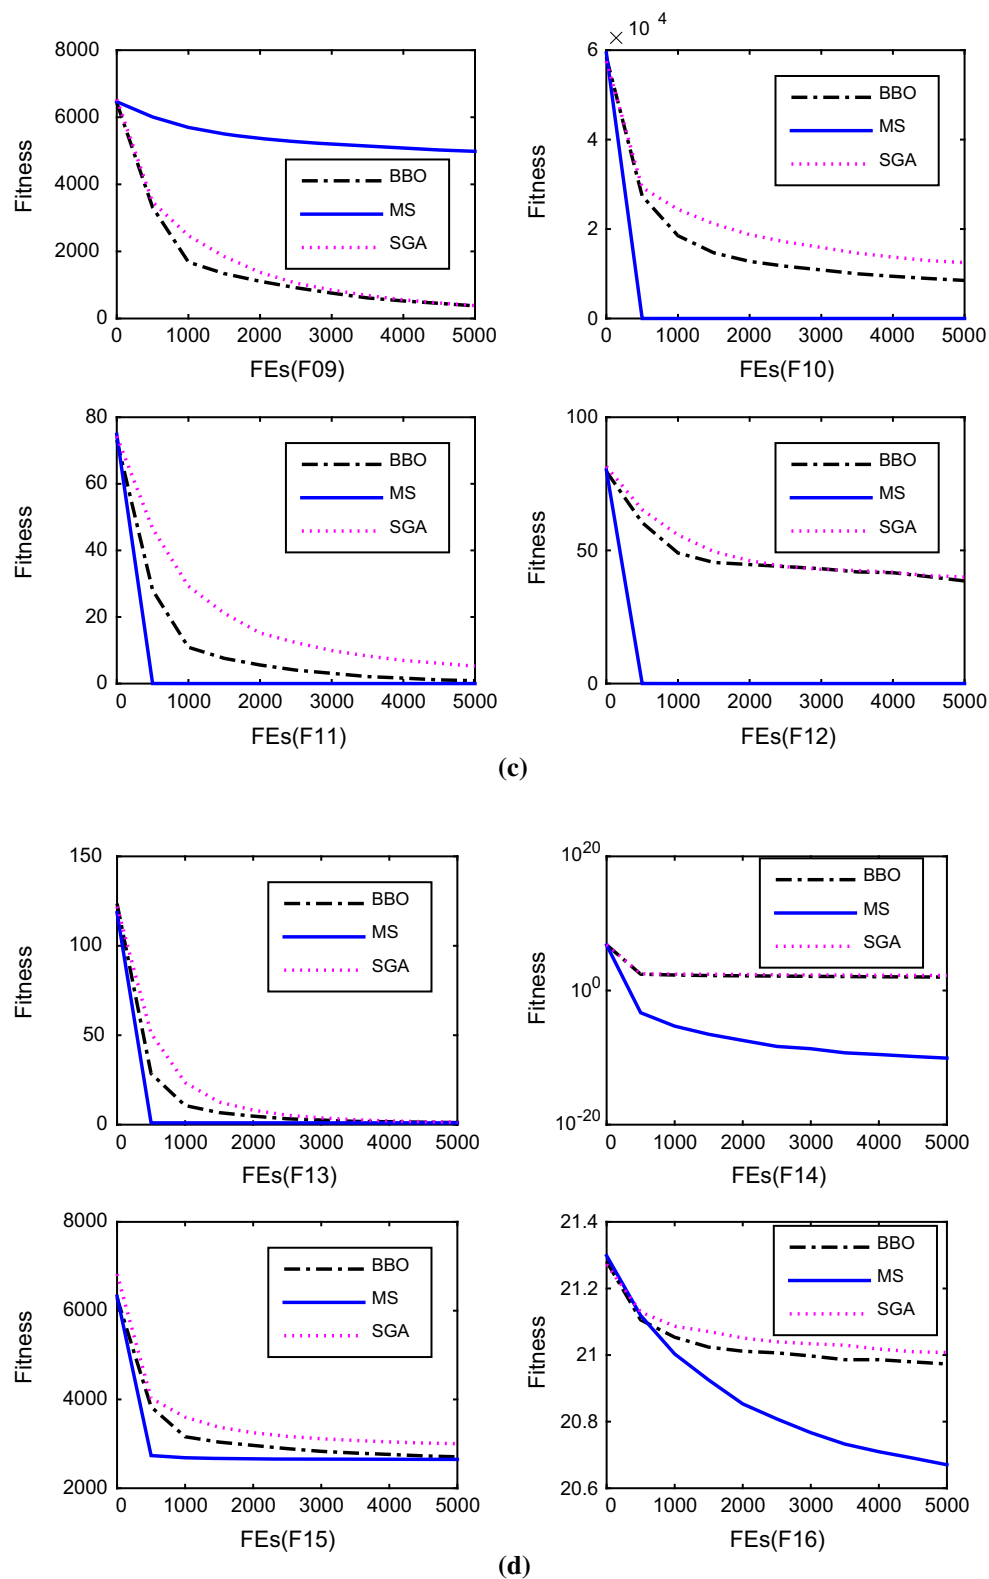 8000
6000
4000
2000
0
Fitness
BBO
MS
SGA
0 1000 2000 3000 4000 5000
FEs(F09)
× 10 4
6
4
2
0
Fitness
BBO
MS
SGA
0 1000 2000 3000 4000 5000
FEs(F10)
80
60
40
20
0
Fitness
BBO
MS
SGA
0 1000 2000 3000 4000 5000
FEs(F11)
100
50
0
Fitness
BBO
MS
SGA
0 1000 2000 3000 4000 5000
FEs(F12)
(c)
150
100
50
0
Fitness
BBO
MS
SGA
0 1000 2000 3000 4000 5000
FEs(F13)
10^20
10^0
10^-20
Fitness
BBO
MS
SGA
0 1000 2000 3000 4000 5000
FEs(F14)
8000
6000
4000
2000
Fitness
BBO
MS
SGA
0 1000 2000 3000 4000 5000
FEs(F15)
21.4
21.2
21
20.8
20.6
Fitness
BBO
MS
SGA
0 1000 2000 3000 4000 5000
FEs(F16)
(d)